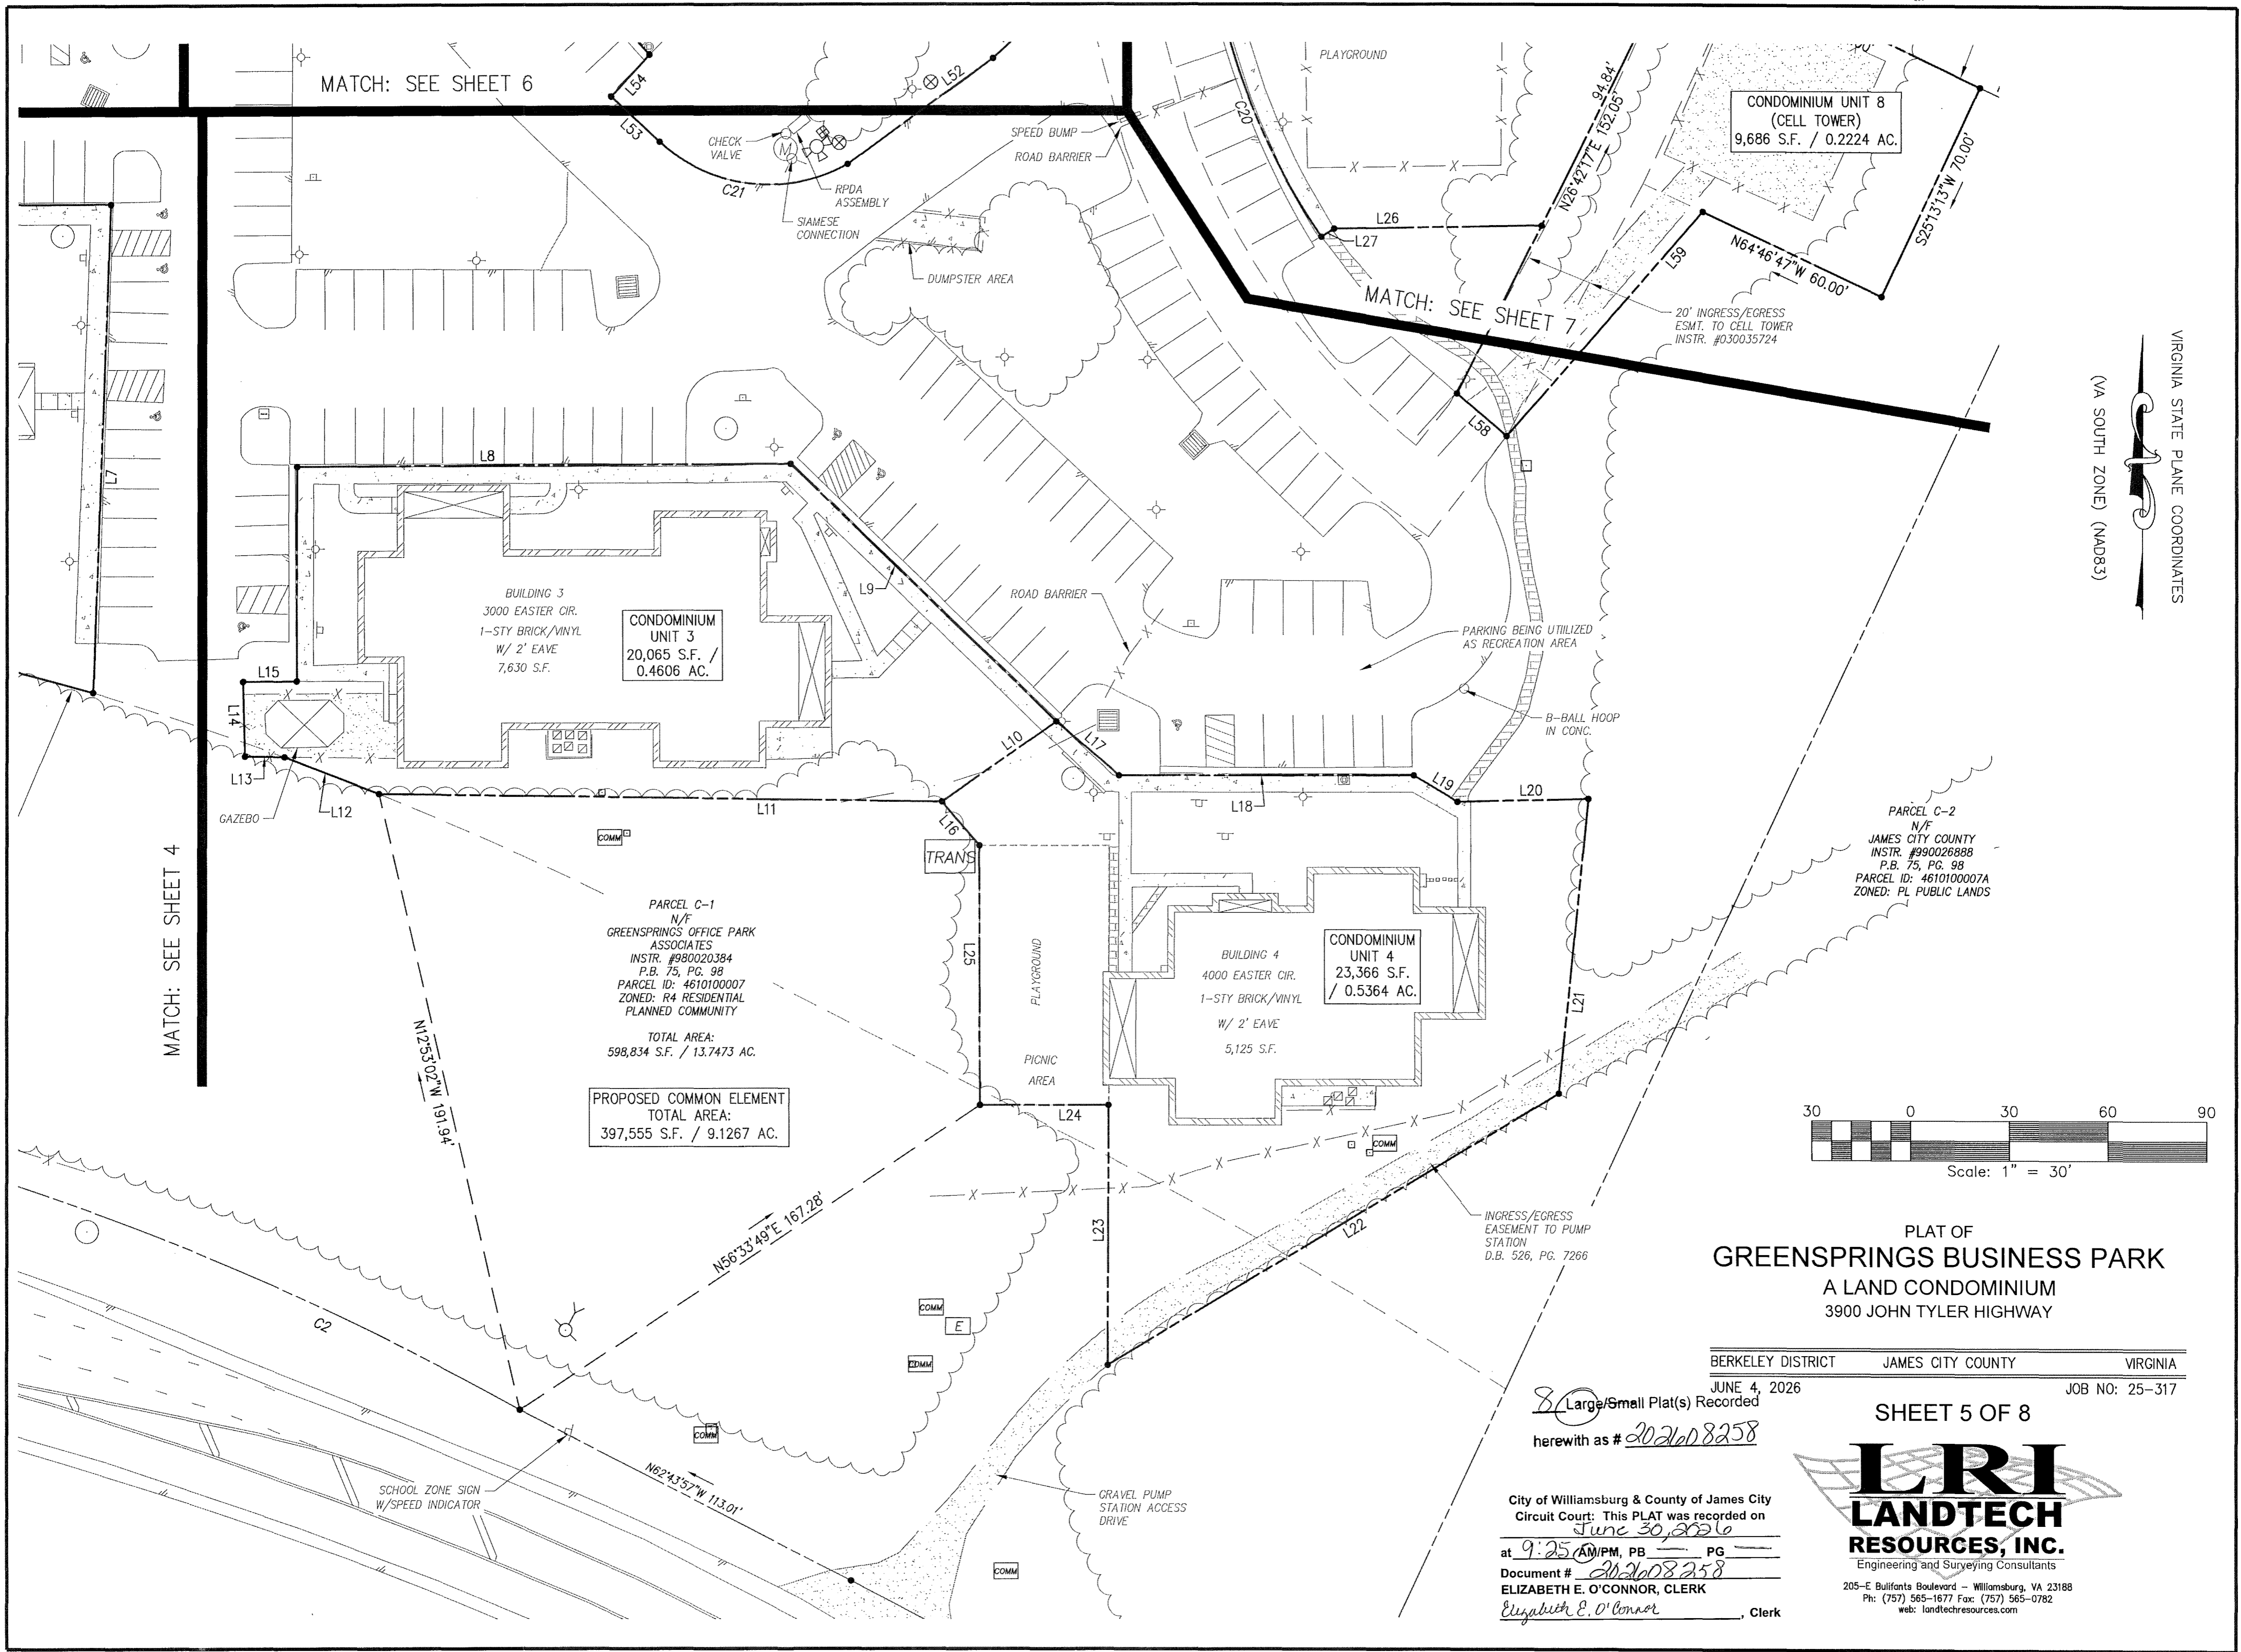 MATCH: SEE SHEET 6
L54
L53
L52
C21
CHECK
VALVE
M
RPDA
ASSEMBLY
SIAMESE
CONNECTION
SPEED BUMP
ROAD BARRIER
DUMPSTER AREA
PLAYGROUND
C20
L26
L27
94.84'
N26°42'17"E 152.05'
CONDOMINIUM UNIT 8
(CELL TOWER)
9,686 S.F. / 0.2224 AC.
S25°13'13"W 70.00'
N64°46'47"W 60.00'
L59
MATCH: SEE SHEET 7
20' INGRESS/EGRESS
ESMT. TO CELL TOWER
INSTR. #030035724
L58
VIRGINIA STATE PLANE COORDINATES
(VA SOUTH ZONE) (NAD83)
L7
L8
L9
BUILDING 3
3000 EASTER CIR.
1-STY BRICK/VINYL
W/ 2' EAVE
7,630 S.F.
CONDOMINIUM
UNIT 3
20,065 S.F. /
0.4606 AC.
ROAD BARRIER
PARKING BEING UTIILIZED
AS RECREATION AREA
B-BALL HOOP
IN CONC.
L15
L14
L13
L12
GAZEBO
L11
L10
L17
L16
L18
L19
L20
TRANS
COMM
MATCH: SEE SHEET 4
PARCEL C-1
N/F
GREENSPRINGS OFFICE PARK
ASSOCIATES
INSTR. #980020384
P.B. 75, PG. 98
PARCEL ID: 4610100007
ZONED: R4 RESIDENTIAL
PLANNED COMMUNITY
TOTAL AREA:
598,834 S.F. / 13.7473 AC.
PROPOSED COMMON ELEMENT
TOTAL AREA:
397,555 S.F. / 9.1267 AC.
L25
PLAYGROUND
PICNIC
AREA
L24
BUILDING 4
4000 EASTER CIR.
1-STY BRICK/VINYL
W/ 2' EAVE
5,125 S.F.
CONDOMINIUM
UNIT 4
23,366 S.F.
/ 0.5364 AC.
L21
PARCEL C-2
N/F
JAMES CITY COUNTY
INSTR. #990026888
P.B. 75, PG. 98
PARCEL ID: 4610100007A
ZONED: PL PUBLIC LANDS
COMM
L23
L22
INGRESS/EGRESS
EASEMENT TO PUMP
STATION
D.B. 526, PG. 7266
N12°53'02"W 191.94'
N56°33'49"E 167.28'
C2
COMM
E
COMM
COMM
COMM
N62°43'57"W 113.01'
SCHOOL ZONE SIGN
W/SPEED INDICATOR
GRAVEL PUMP
STATION ACCESS
DRIVE
30 0 30 60 90
Scale: 1" = 30'
PLAT OF
GREENSPRINGS BUSINESS PARK
A LAND CONDOMINIUM
3900 JOHN TYLER HIGHWAY
BERKELEY DISTRICT JAMES CITY COUNTY VIRGINIA
JUNE 4, 2026 JOB NO: 25-317
SHEET 5 OF 8
8 Large/Small Plat(s) Recorded
herewith as # 202608258
City of Williamsburg & County of James City
Circuit Court: This PLAT was recorded on
June 30, 2026
at 9:25 AM/PM, PB — PG —
Document # 202608258
ELIZABETH E. O'CONNOR, CLERK
Elizabeth E. O'Connor, Clerk
LRI
LANDTECH
RESOURCES, INC.
Engineering and Surveying Consultants
205-E Bulifants Boulevard - Williamsburg, VA 23188
Ph: (757) 565-1677 Fax: (757) 565-0782
web: landtechresources.com